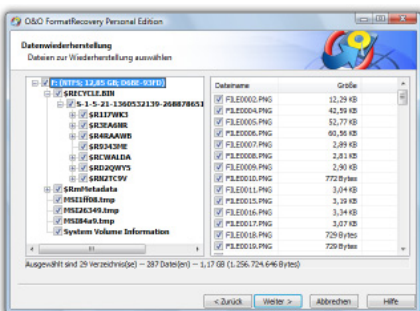 O&O FormatRecovery Personal Edition
Datenwiederherstellung
Dateien zur Wiederherstellung auswählen
F: (NTFS; 12,85 GB; D6BE-93FD)
$RECYCLE.BIN
S-1-5-21-1360532139-268878651
$R1I7WK3
$R3EA6NR
$R4RAAWB
$R9343ME
$RCWALDA
$RD2QWY5
$RN2TC9V
$RmMetadata
MSI1ff08.tmp
MSI26349.tmp
MSI84a9.tmp
System Volume Information
Dateiname Größe
FILE0002.PNG 12,29 KB
FILE0004.PNG 42,59 KB
FILE0005.PNG 52,77 KB
FILE0006.PNG 60,56 KB
FILE0007.PNG 2,89 KB
FILE0008.PNG 2,81 KB
FILE0009.PNG 2,90 KB
FILE0010.PNG 772 Bytes
FILE0011.PNG 3,04 KB
FILE0015.PNG 3,19 KB
FILE0016.PNG 3,34 KB
FILE0017.PNG 3,07 KB
FILE0018.PNG 729 Bytes
FILE0019.PNG 729 Bytes
Ausgewählt sind 29 Verzeichnis(se) -- 287 Datei(en) -- 1,17 GB (1.256.724.646 Bytes)
< Zurück Weiter > Abbrechen Hilfe